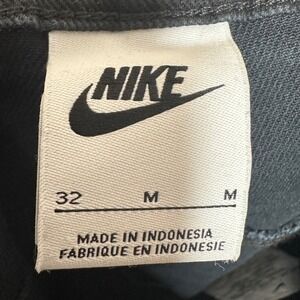 NIKE
32 M M
MADE IN INDONESIA
FABRIQUE EN INDONESIE